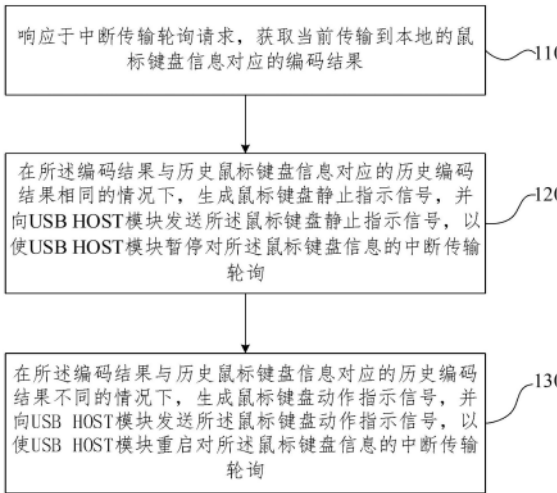 响应于中断传输轮询请求，获取当前传输到本地的鼠
标键盘信息对应的编码结果
110
在所述编码结果与历史鼠标键盘信息对应的历史编码
结果相同的情况下，生成鼠标键盘静止指示信号，并
向USB HOST模块发送所述鼠标键盘静止指示信号，以
使USB HOST模块暂停对所述鼠标键盘信息的中断传输
轮询
120
在所述编码结果与历史鼠标键盘信息对应的历史编码
结果不同的情况下，生成鼠标键盘动作指示信号，并
向USB HOST模块发送所述鼠标键盘动作指示信号，以
使USB HOST模块重启对所述鼠标键盘信息的中断传输
轮询
130